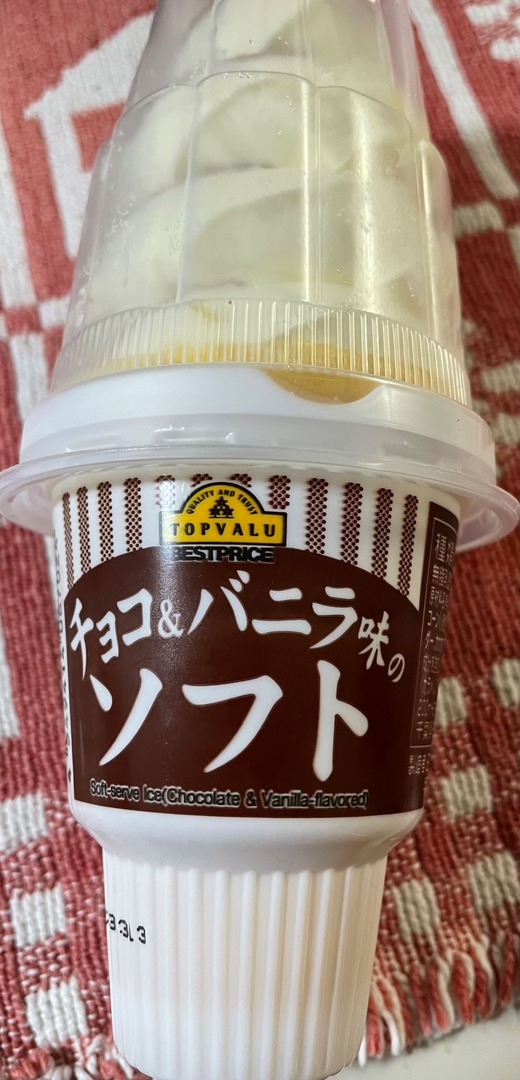 QUALITY AND TRUST
TOPVALU
BESTPRICE
チョコ&バニラ味の
ソフト
Soft-serve Ice(Chocolate & Vanilla-flavored)